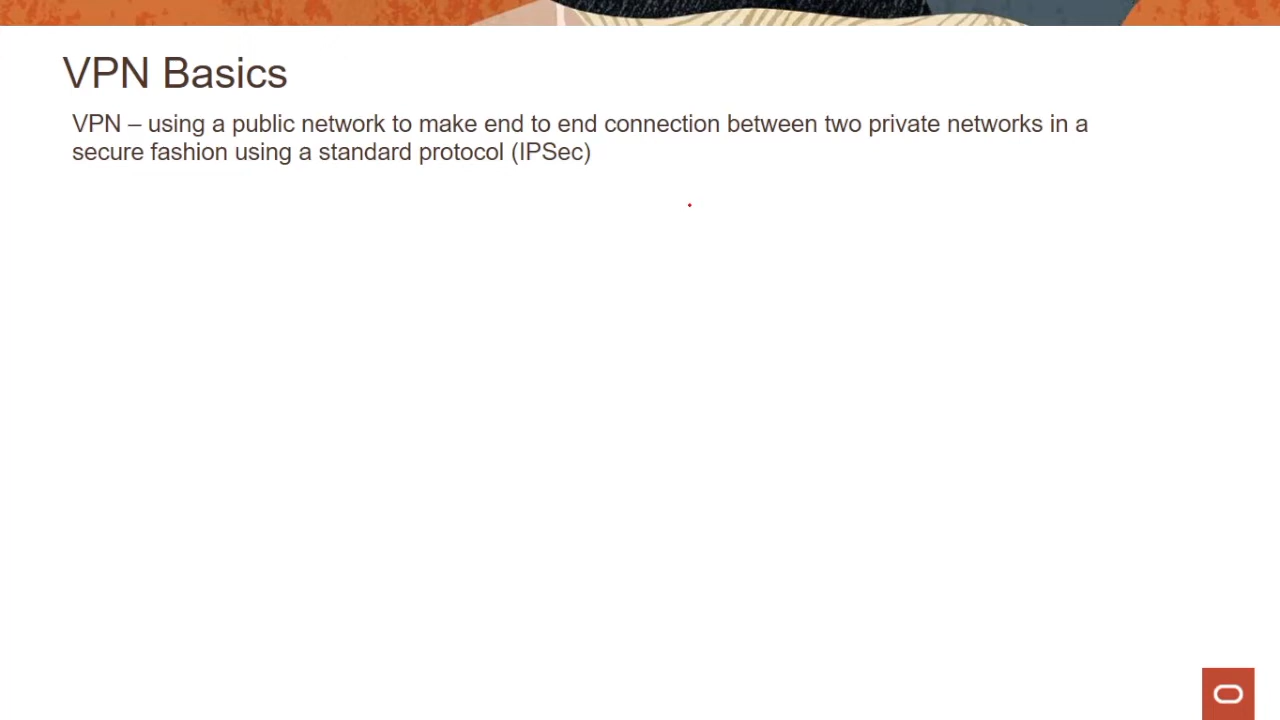 VPN Basics
VPN – using a public network to make end to end connection between two private networks in a
secure fashion using a standard protocol (IPSec)